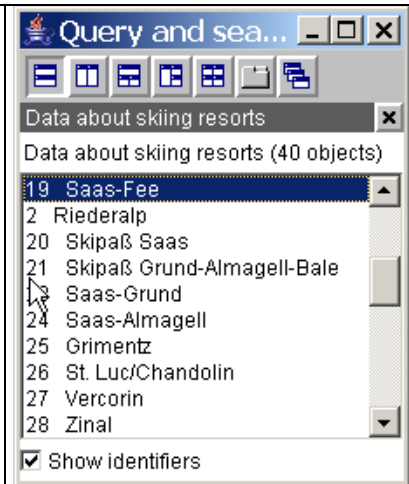 Query and sea...
Data about skiing resorts
Data about skiing resorts (40 objects)
19 Saas-Fee
2 Riederalp
20 Skipaß Saas
21 Skipaß Grund-Almagell-Bale
Saas-Grund
24 Saas-Almagell
25 Grimentz
26 St. Luc/Chandolin
27 Vercorin
28 Zinal
Show identifiers